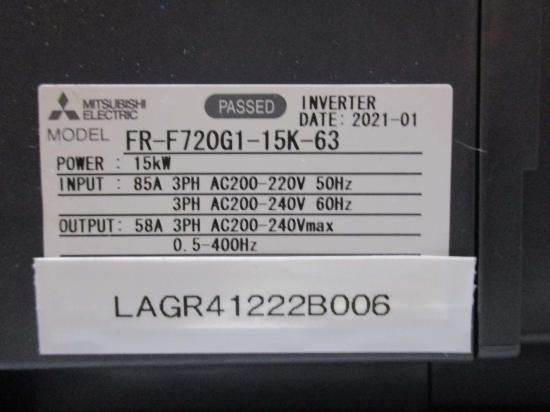 MITSUBISHI
ELECTRIC
PASSED
INVERTER
DATE: 2021-01
MODEL FR-F720G1-15K-63
POWER : 15kW
INPUT : 85A 3PH AC200-220V 50Hz
3PH AC200-240V 60Hz
OUTPUT: 58A 3PH AC200-240Vmax
0.5-400Hz
LAGR41222B006